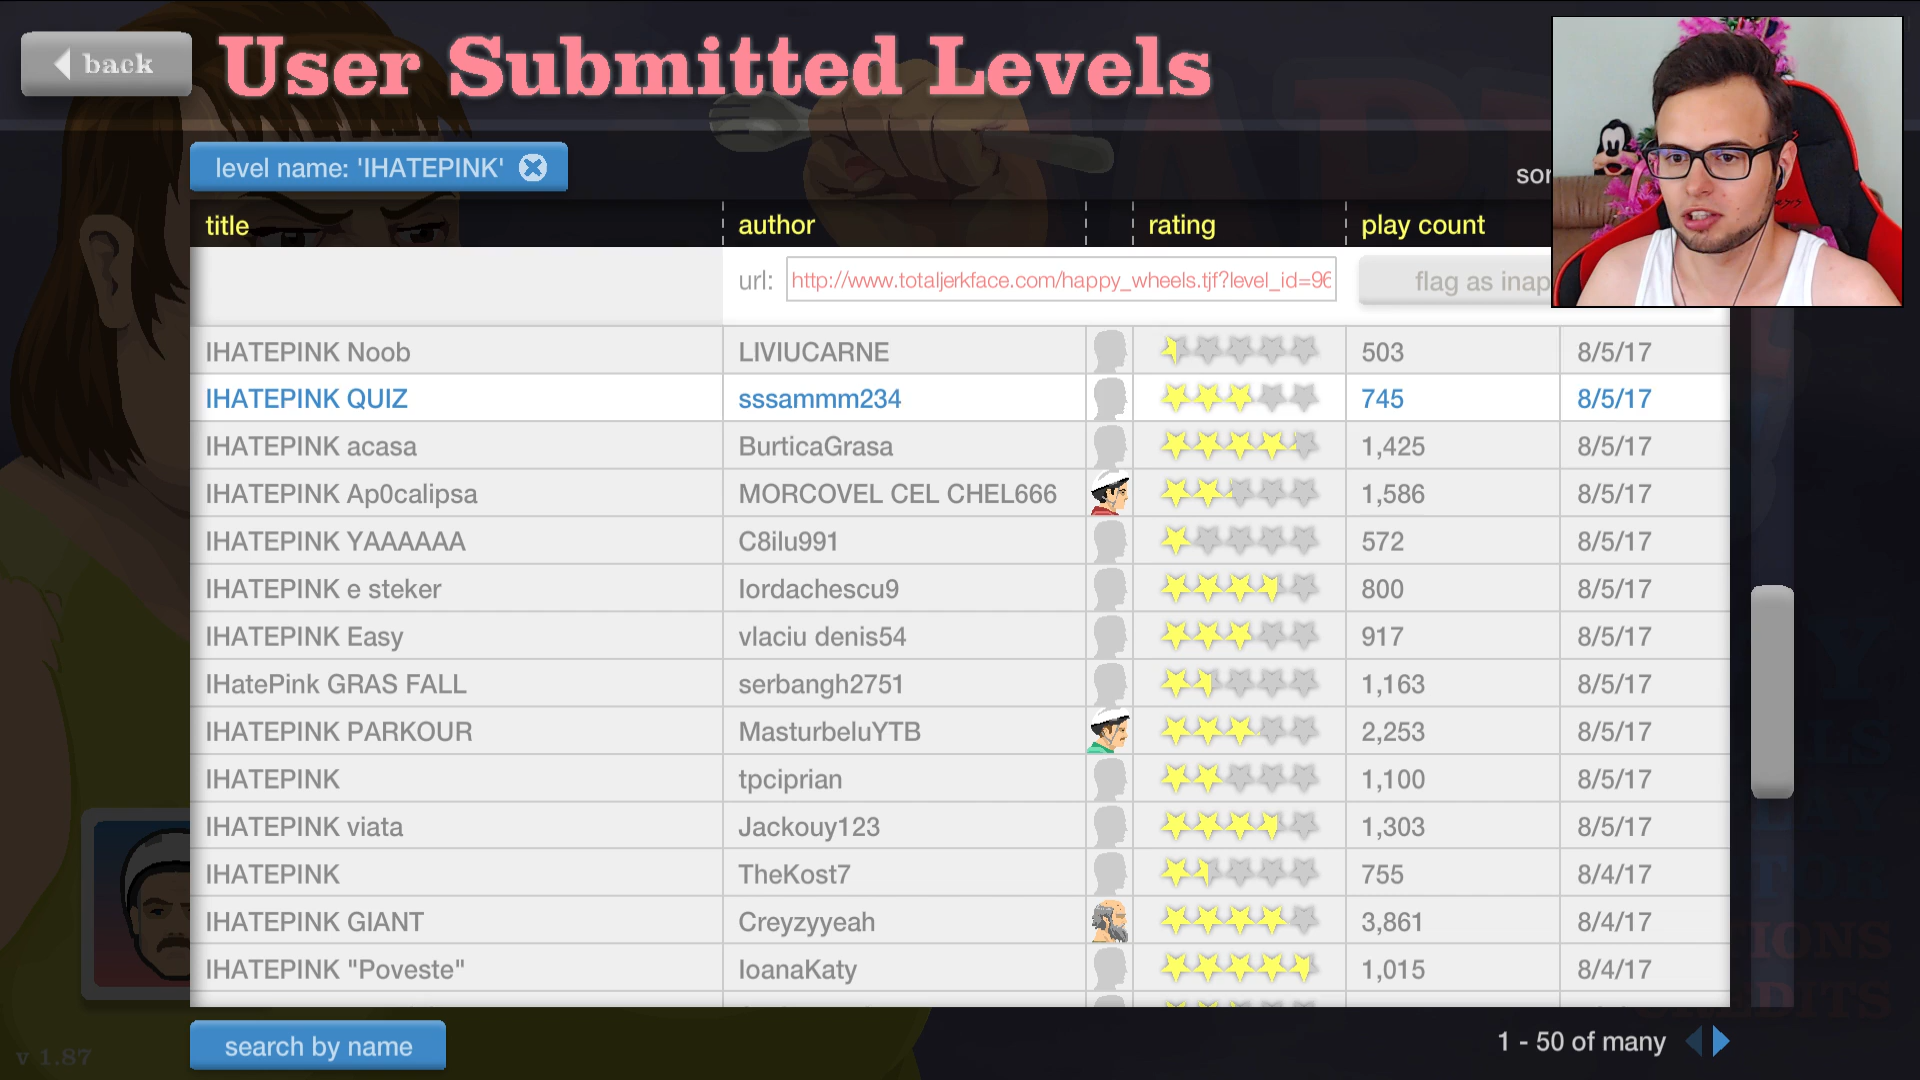 back
User Submitted Levels
level name: 'IHATEPINK'
sor
title author rating play count
url: http://www.totaljerkface.com/happy_wheels.tjf?level_id=96 flag as inap
IHATEPINK Noob LIVIUCARNE 503 8/5/17
IHATEPINK QUIZ sssammm234 745 8/5/17
IHATEPINK acasa BurticaGrasa 1,425 8/5/17
IHATEPINK Ap0calipsa MORCOVEL CEL CHEL666 1,586 8/5/17
IHATEPINK YAAAAAA C8ilu991 572 8/5/17
IHATEPINK e steker Iordachescu9 800 8/5/17
IHATEPINK Easy vlaciu denis54 917 8/5/17
IHatePink GRAS FALL serbangh2751 1,163 8/5/17
IHATEPINK PARKOUR MasturbeluYTB 2,253 8/5/17
IHATEPINK tpciprian 1,100 8/5/17
IHATEPINK viata Jackouy123 1,303 8/5/17
IHATEPINK TheKost7 755 8/4/17
IHATEPINK GIANT Creyzyyeah 3,861 8/4/17
IHATEPINK "Poveste" IoanaKaty 1,015 8/4/17
search by name
1 - 50 of many
v 1.87